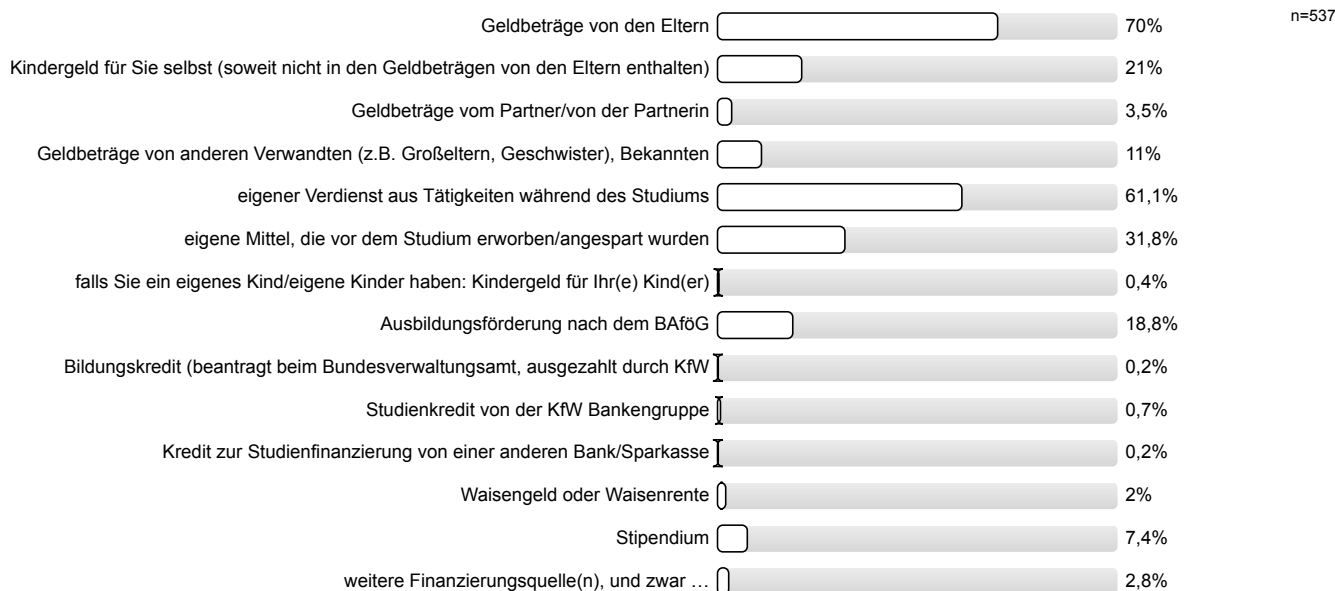 n=537
Geldbeträge von den Eltern 70%
Kindergeld für Sie selbst (soweit nicht in den Geldbeträgen von den Eltern enthalten) 21%
Geldbeträge vom Partner/von der Partnerin 3,5%
Geldbeträge von anderen Verwandten (z.B. Großeltern, Geschwister), Bekannten 11%
eigener Verdienst aus Tätigkeiten während des Studiums 61,1%
eigene Mittel, die vor dem Studium erworben/angespart wurden 31,8%
falls Sie ein eigenes Kind/eigene Kinder haben: Kindergeld für Ihr(e) Kind(er) 0,4%
Ausbildungsförderung nach dem BAföG 18,8%
Bildungskredit (beantragt beim Bundesverwaltungsamt, ausgezahlt durch KfW 0,2%
Studienkredit von der KfW Bankengruppe 0,7%
Kredit zur Studienfinanzierung von einer anderen Bank/Sparkasse 0,2%
Waisengeld oder Waisenrente 2%
Stipendium 7,4%
weitere Finanzierungsquelle(n), und zwar … 2,8%